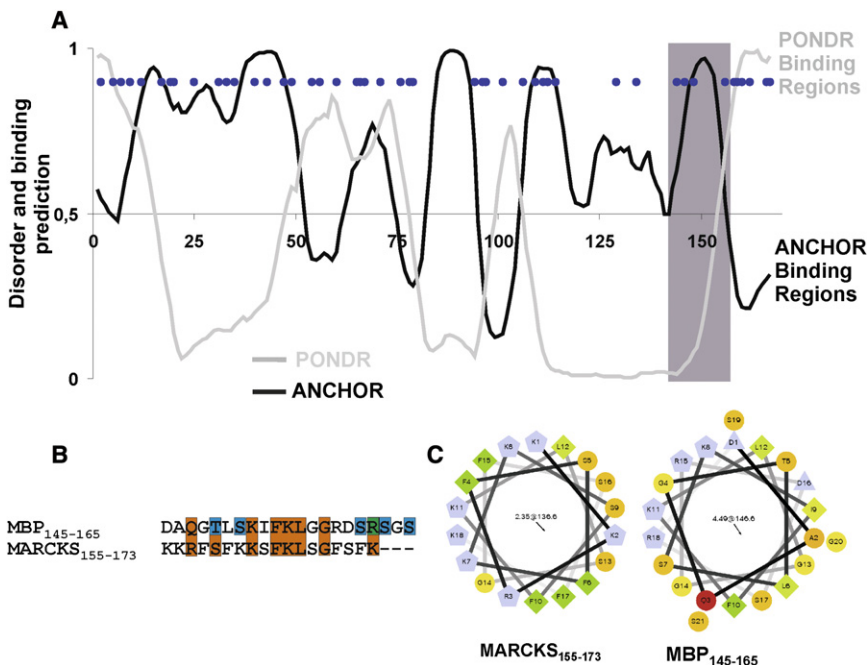 A
Disorder and binding prediction
1
0,5
0
0
25
50
75
100
125
150
PONDR
Binding
Regions
ANCHOR
Binding
Regions
PONDR
ANCHOR
B
MBP145-165 DAQGTLSKIFKLGGRDSRSGS
MARCKS155-173 KKRFSFKKSFKLSGFSFK---
C
K8 K1 L12
F15 S5
F4 S16
K11 S9
2.35@136.6
K18 K2
K7 S13
G14 F6
R3 F10 F17
MARCKS155-173
S19
K8 D1 L12
R15 T5
G4 D16
K11 I9
4.49@146.6
R18 A2 G20
S7 G13
G14 L6
Q3 F10 S17
S21
MBP145-165